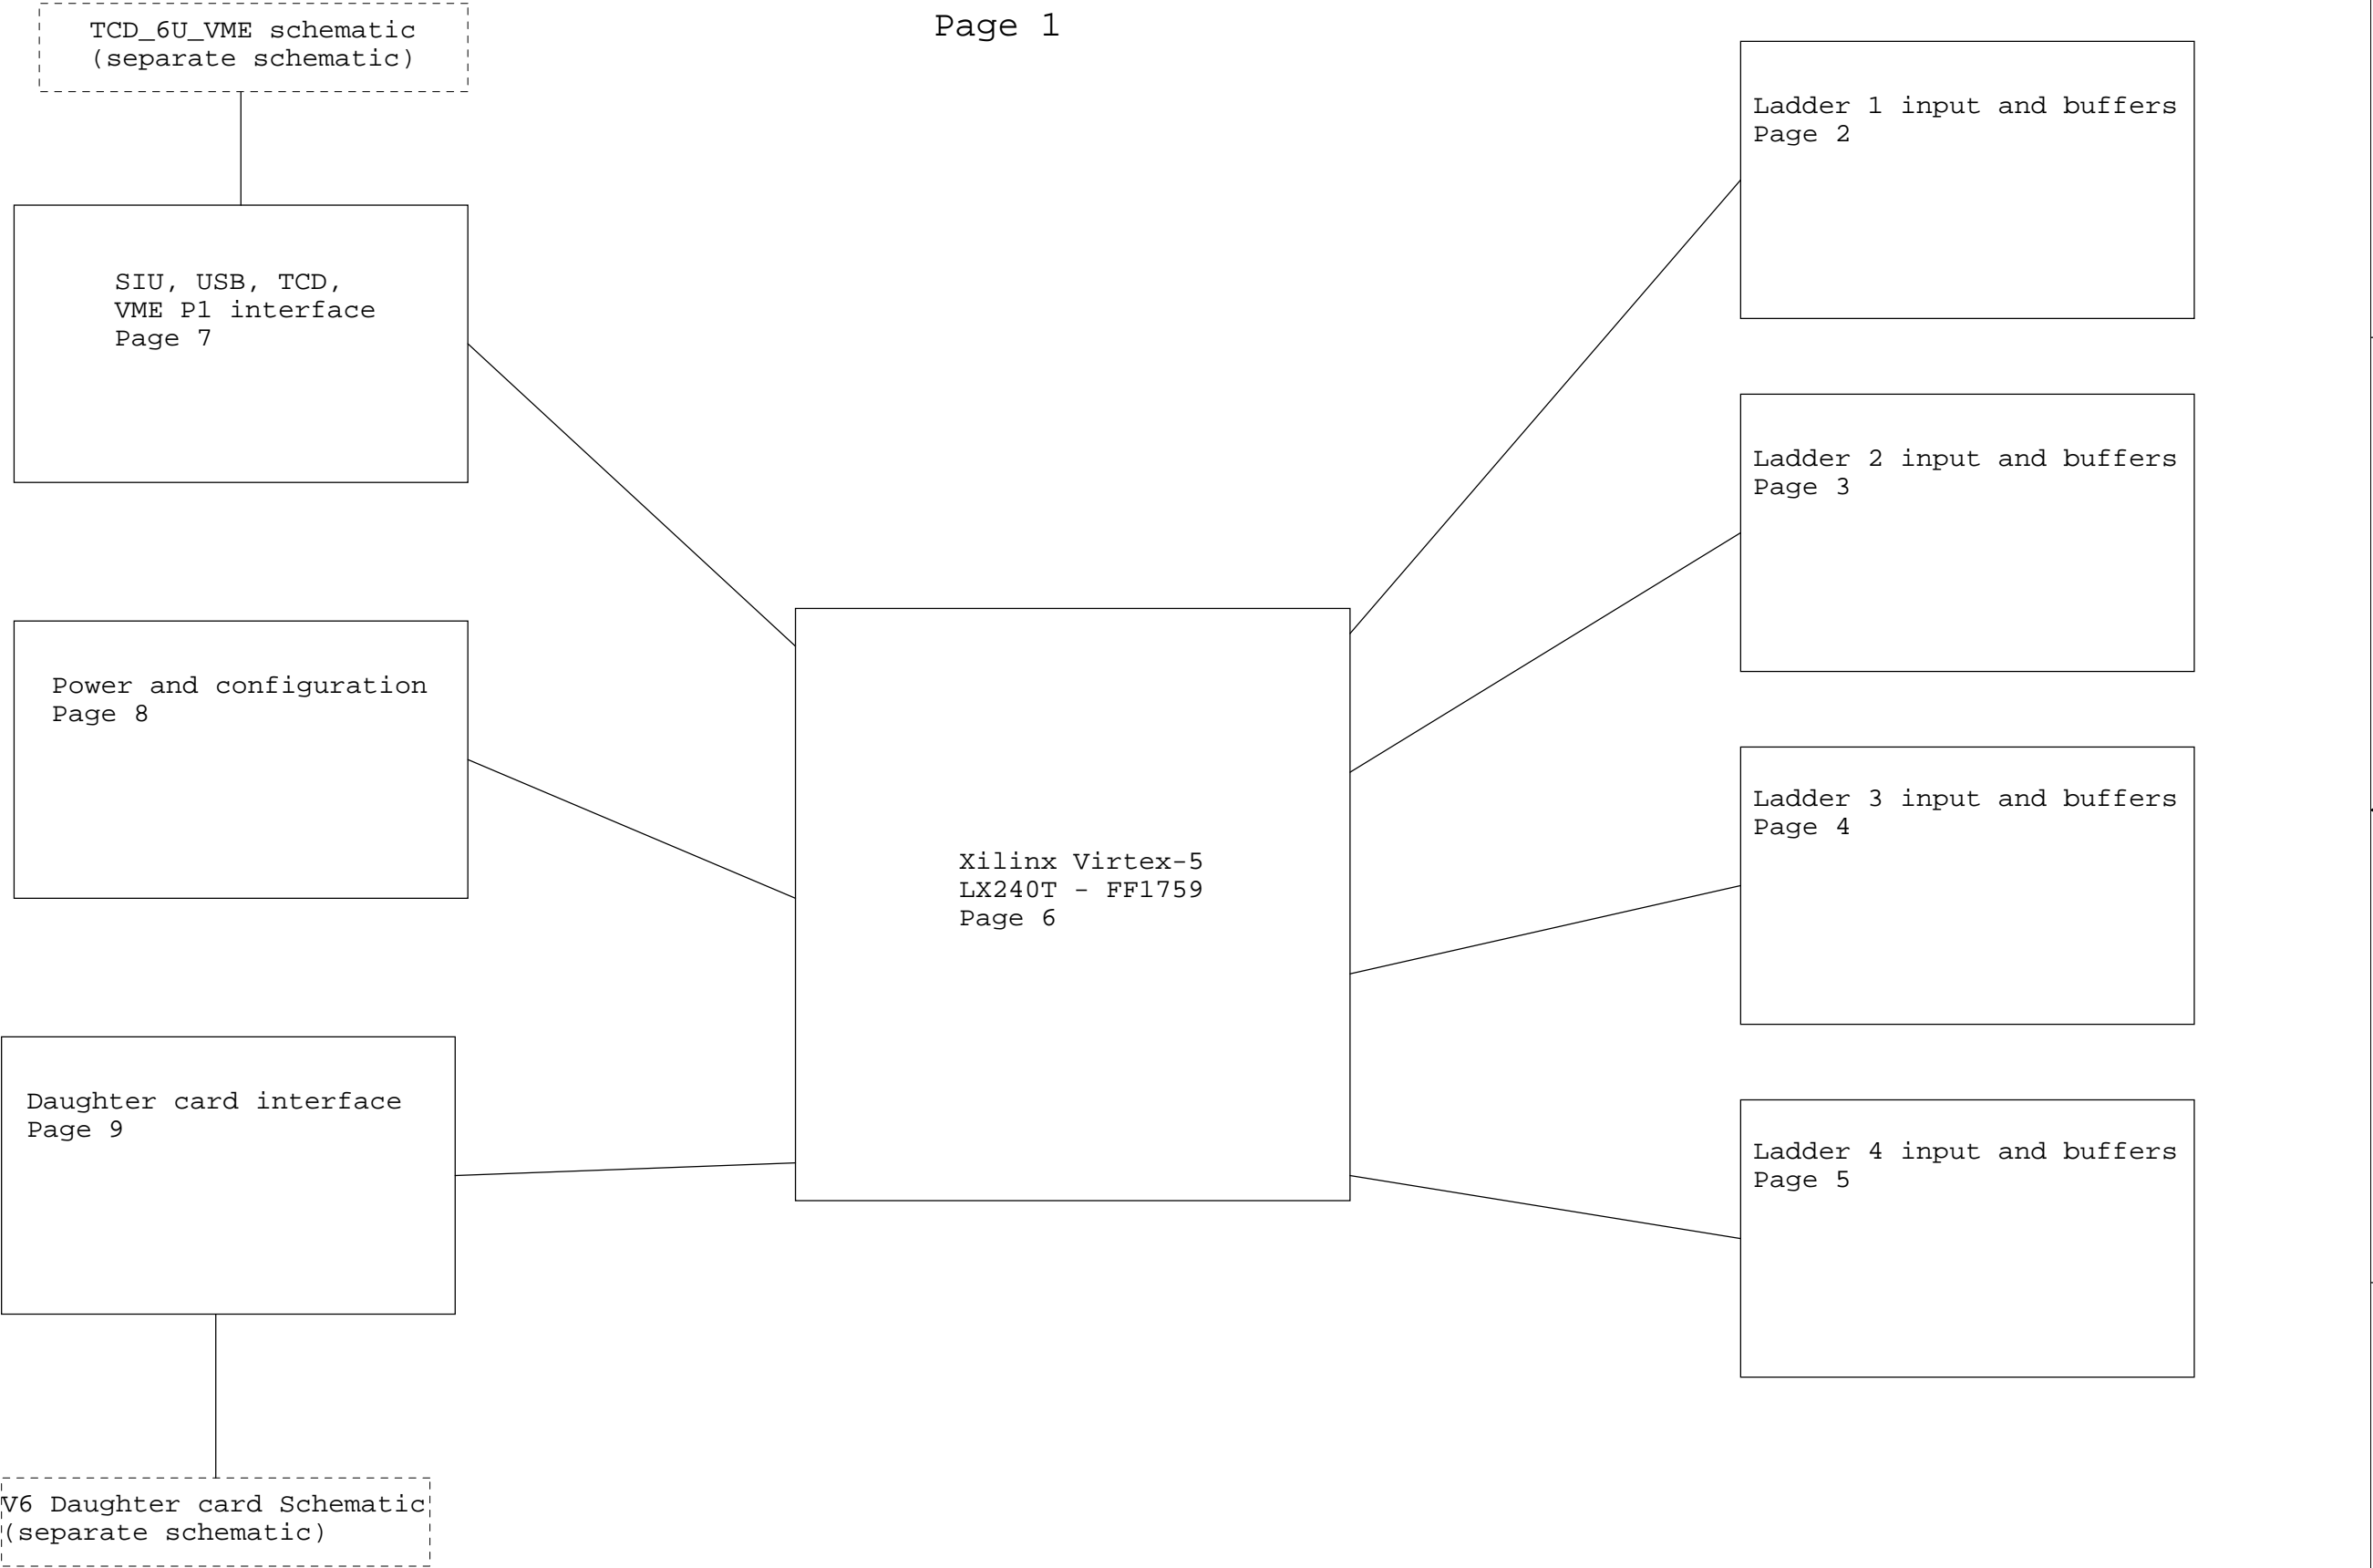 Page 1
TCD_6U_VME schematic
(separate schematic)
SIU, USB, TCD,
VME P1 interface
Page 7
Power and configuration
Page 8
Daughter card interface
Page 9
V6 Daughter card Schematic
(separate schematic)
Xilinx Virtex-5
LX240T - FF1759
Page 6
Ladder 1 input and buffers
Page 2
Ladder 2 input and buffers
Page 3
Ladder 3 input and buffers
Page 4
Ladder 4 input and buffers
Page 5